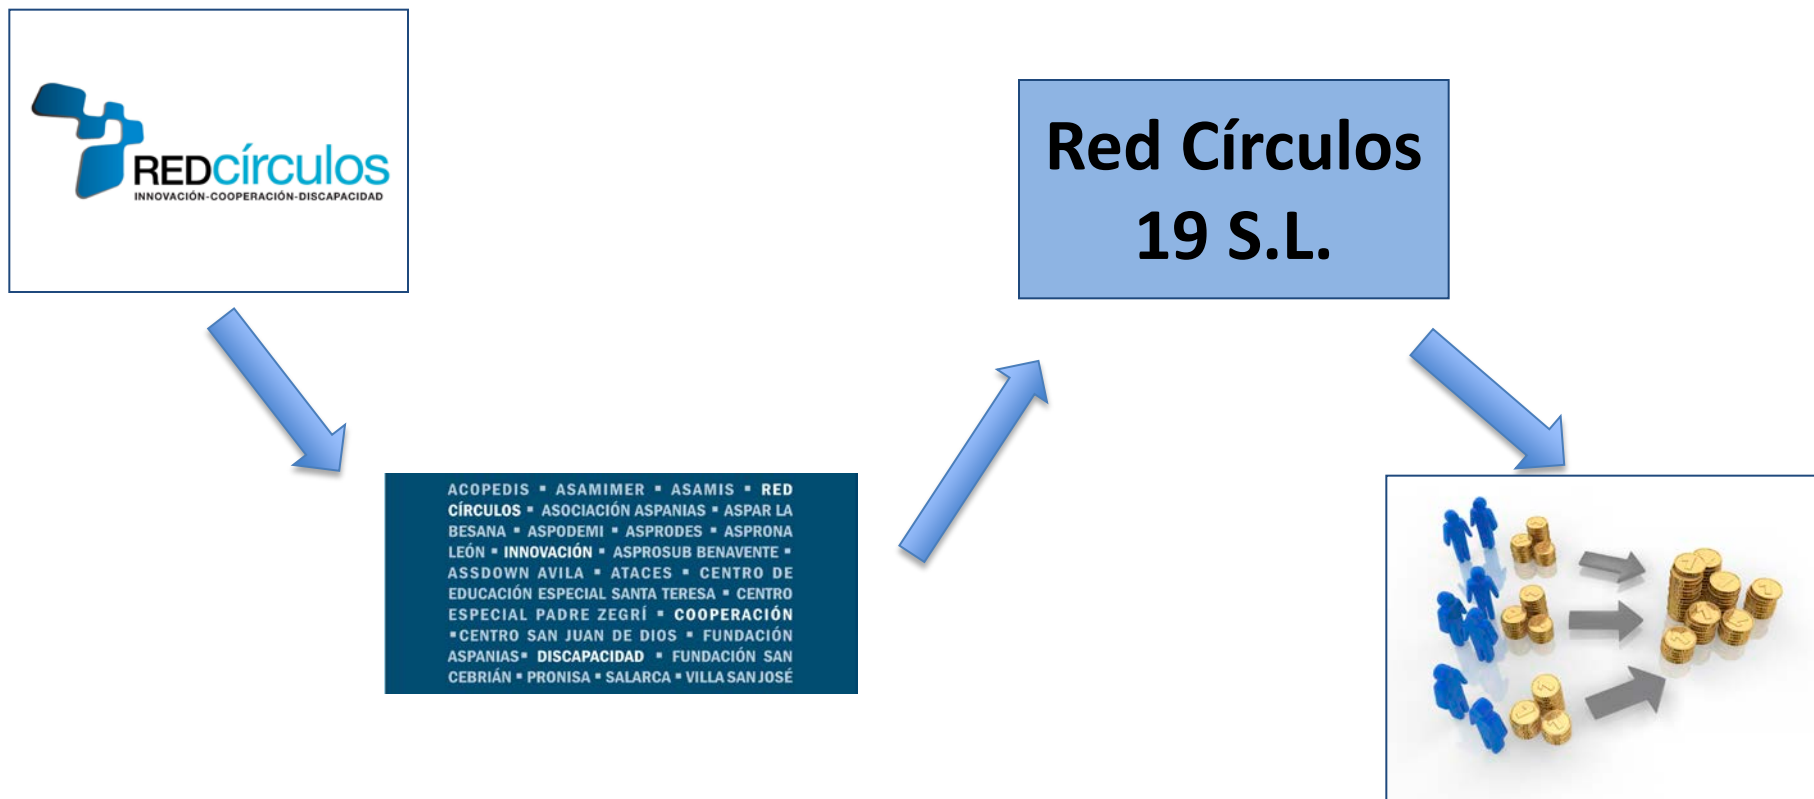 REDcírculos
INNOVACIÓN-COOPERACIÓN-DISCAPACIDAD
Red Círculos
19 S.L.
ACOPEDIS ▪ ASAMIMER ▪ ASAMIS ▪ RED
CÍRCULOS ▪ ASOCIACIÓN ASPANIAS ▪ ASPAR LA
BESANA ▪ ASPODEMI ▪ ASPRODES ▪ ASPRONA
LEÓN ▪ INNOVACIÓN ▪ ASPROSUB BENAVENTE ▪
ASSDOWN AVILA ▪ ATACES ▪ CENTRO DE
EDUCACIÓN ESPECIAL SANTA TERESA ▪ CENTRO
ESPECIAL PADRE ZEGRÍ ▪ COOPERACIÓN
▪CENTRO SAN JUAN DE DIOS ▪ FUNDACIÓN
ASPANIAS▪ DISCAPACIDAD ▪ FUNDACIÓN SAN
CEBRIÁN ▪ PRONISA ▪ SALARCA ▪ VILLA SAN JOSÉ